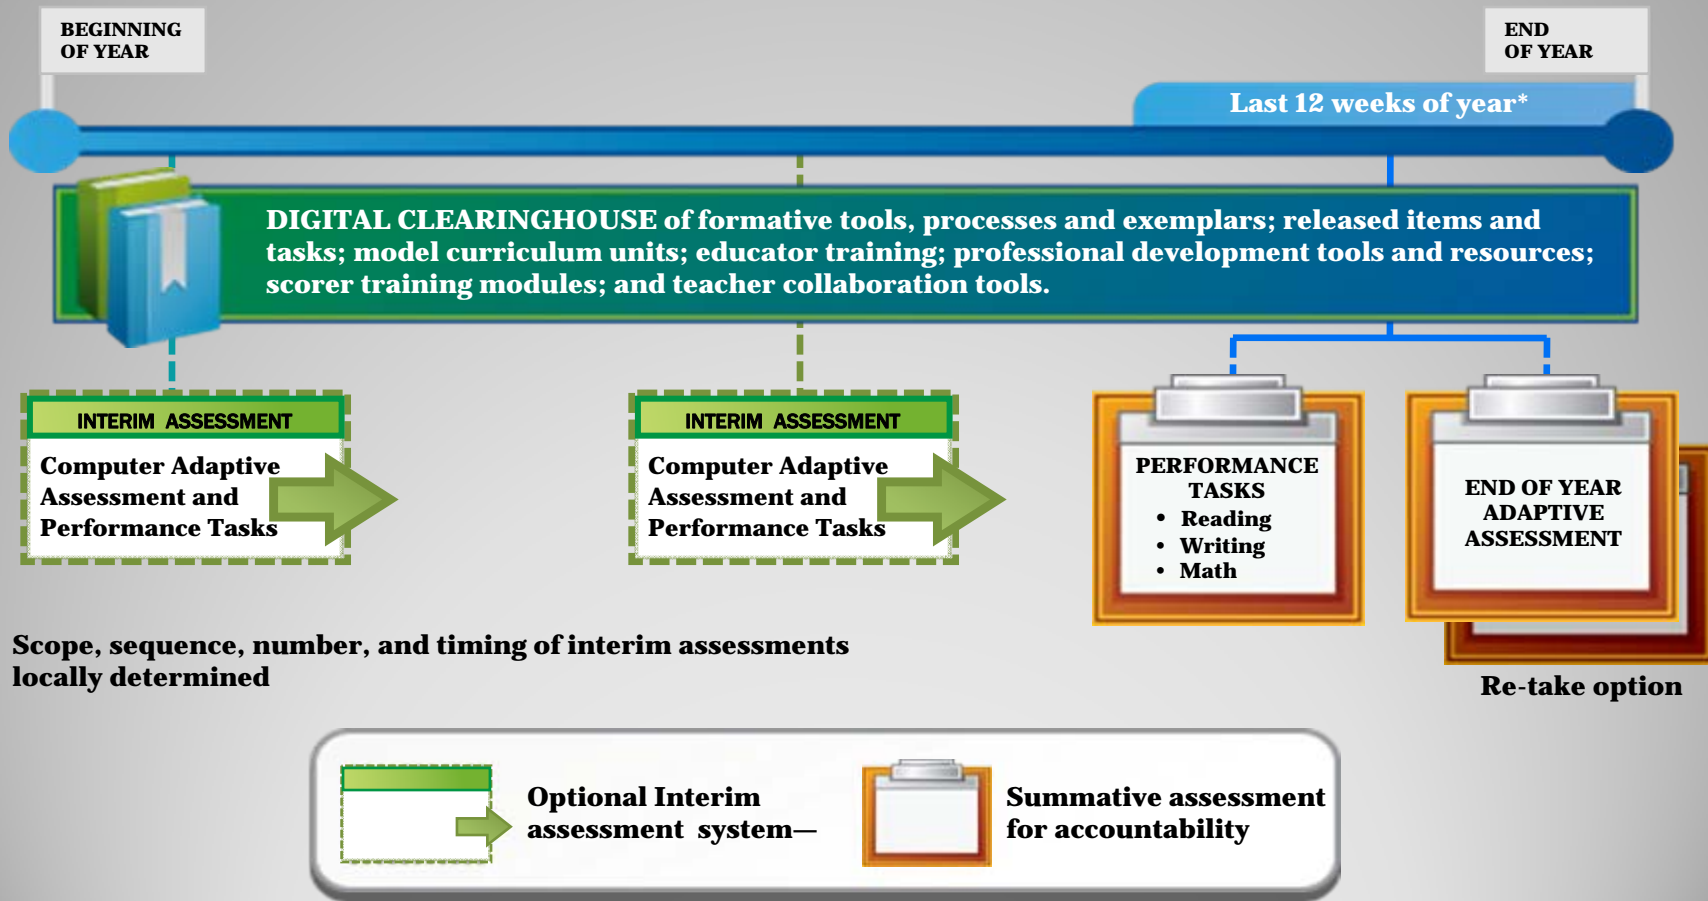 BEGINNING
OF YEAR
END
OF YEAR
Last 12 weeks of year*
DIGITAL CLEARINGHOUSE of formative tools, processes and exemplars; released items and
tasks; model curriculum units; educator training; professional development tools and resources;
scorer training modules; and teacher collaboration tools.
INTERIM ASSESSMENT
Computer Adaptive
Assessment and
Performance Tasks
INTERIM ASSESSMENT
Computer Adaptive
Assessment and
Performance Tasks
PERFORMANCE
TASKS
• Reading
• Writing
• Math
END OF YEAR
ADAPTIVE
ASSESSMENT
Scope, sequence, number, and timing of interim assessments
locally determined
Re-take option
Optional Interim
assessment system—
Summative assessment
for accountability